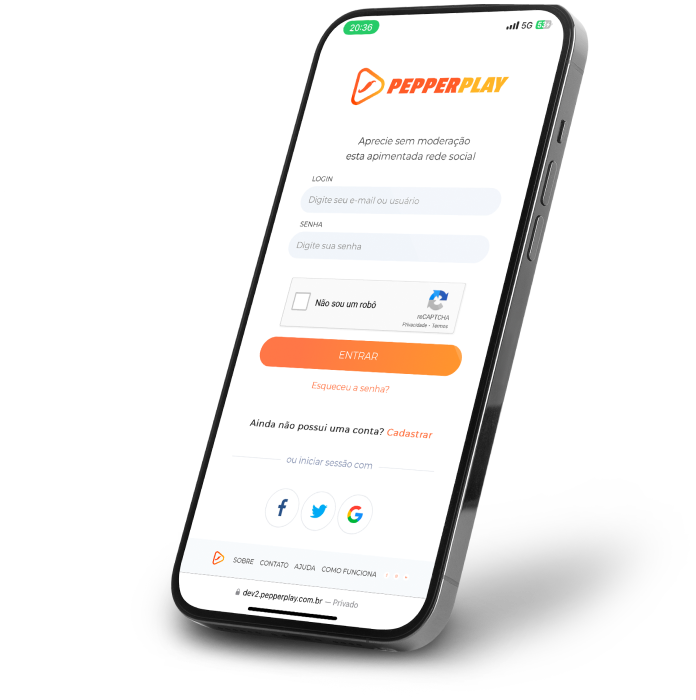 20:36
5G 53+
PEPPERPLAY
Aprecie sem moderação
esta apimentada rede social
LOGIN
Digite seu e-mail ou usuário
SENHA
Digite sua senha
Não sou um robô
reCAPTCHA
Privacidade - Termos
ENTRAR
Esqueceu a senha?
Ainda não possui uma conta? Cadastrar
ou iniciar sessão com
SOBRE CONTATO AJUDA COMO FUNCIONA
dev2.pepperplay.com.br — Privado